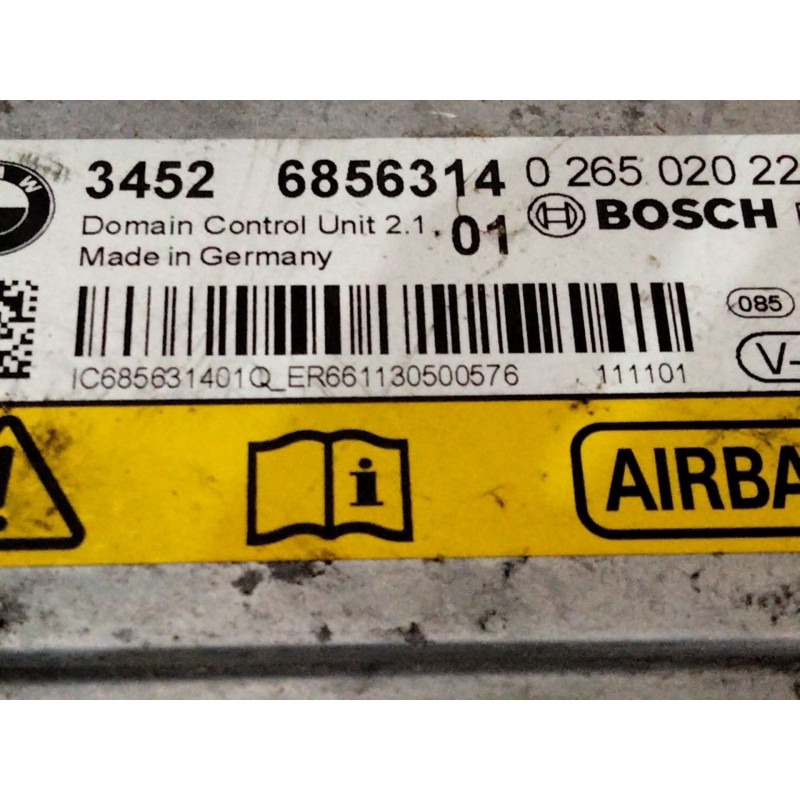 3452 6856314 0 265 020 22
Domain Control Unit 2.1. 01 BOSCH
Made in Germany
085
V-
IC685631401Q_ER661130500576 111101
AIRBA